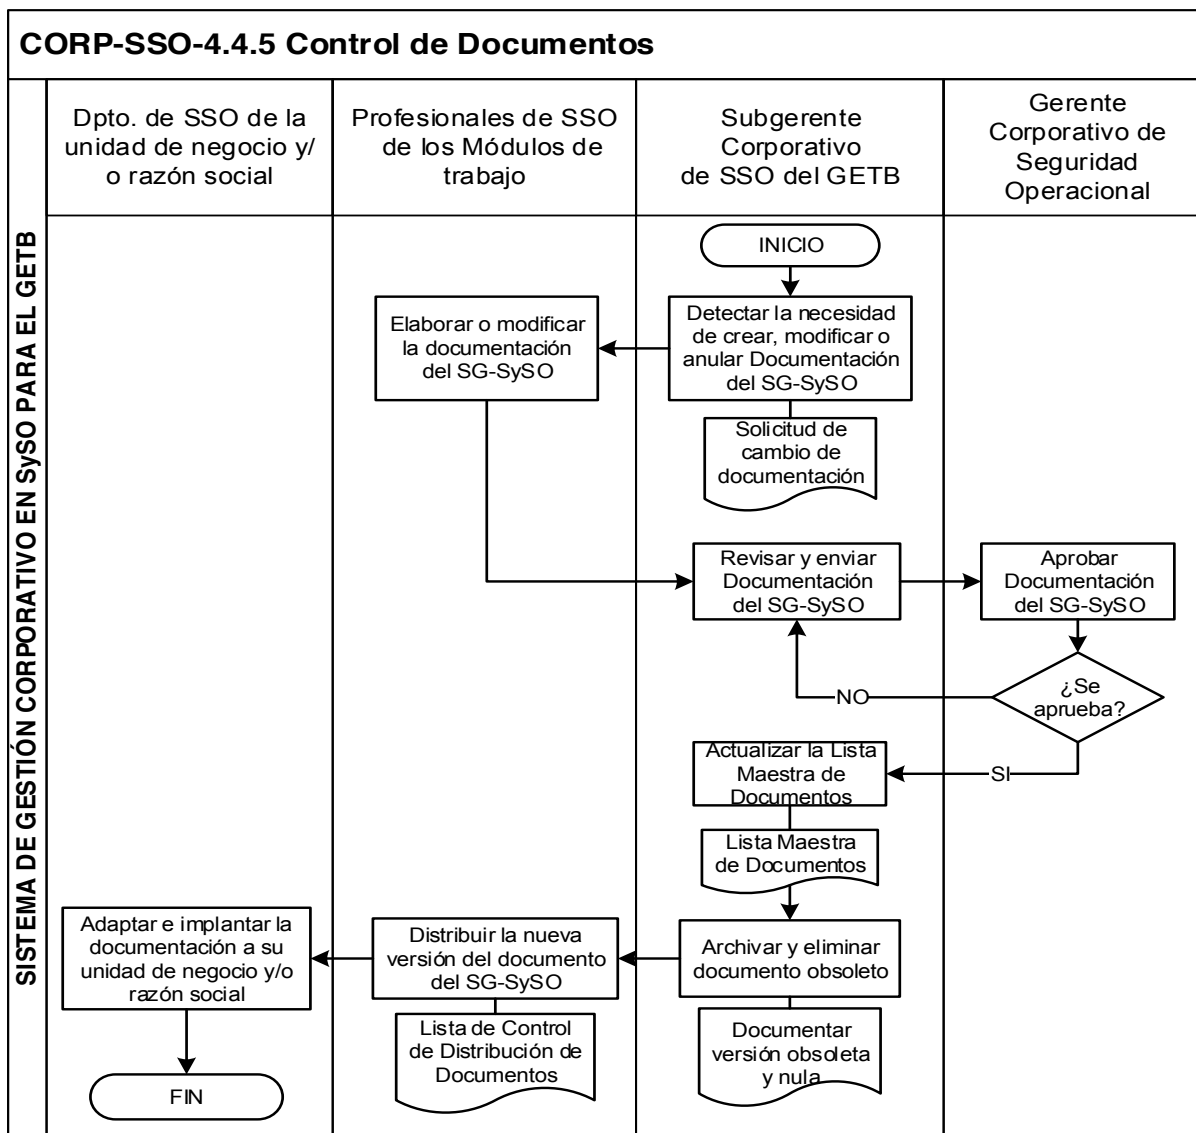 CORP-SSO-4.4.5 Control de Documentos
SISTEMA DE GESTIÓN CORPORATIVO EN SySO PARA EL GETB
Dpto. de SSO de la
unidad de negocio y/
o razón social
Profesionales de SSO
de los Módulos de
trabajo
Subgerente
Corporativo
de SSO del GETB
Gerente
Corporativo de
Seguridad
Operacional
INICIO
Detectar la necesidad
de crear, modificar o
anular Documentación
del SG-SySO
Elaborar o modificar
la documentación
del SG-SySO
Solicitud de
cambio de
documentación
Revisar y enviar
Documentación
del SG-SySO
Aprobar
Documentación
del SG-SySO
¿Se
aprueba?
NO
SI
Actualizar la Lista
Maestra de
Documentos
Lista Maestra
de Documentos
Archivar y eliminar
documento obsoleto
Documentar
versión obsoleta
y nula
Distribuir la nueva
versión del documento
del SG-SySO
Lista de Control
de Distribución de
Documentos
Adaptar e implantar la
documentación a su
unidad de negocio y/o
razón social
FIN